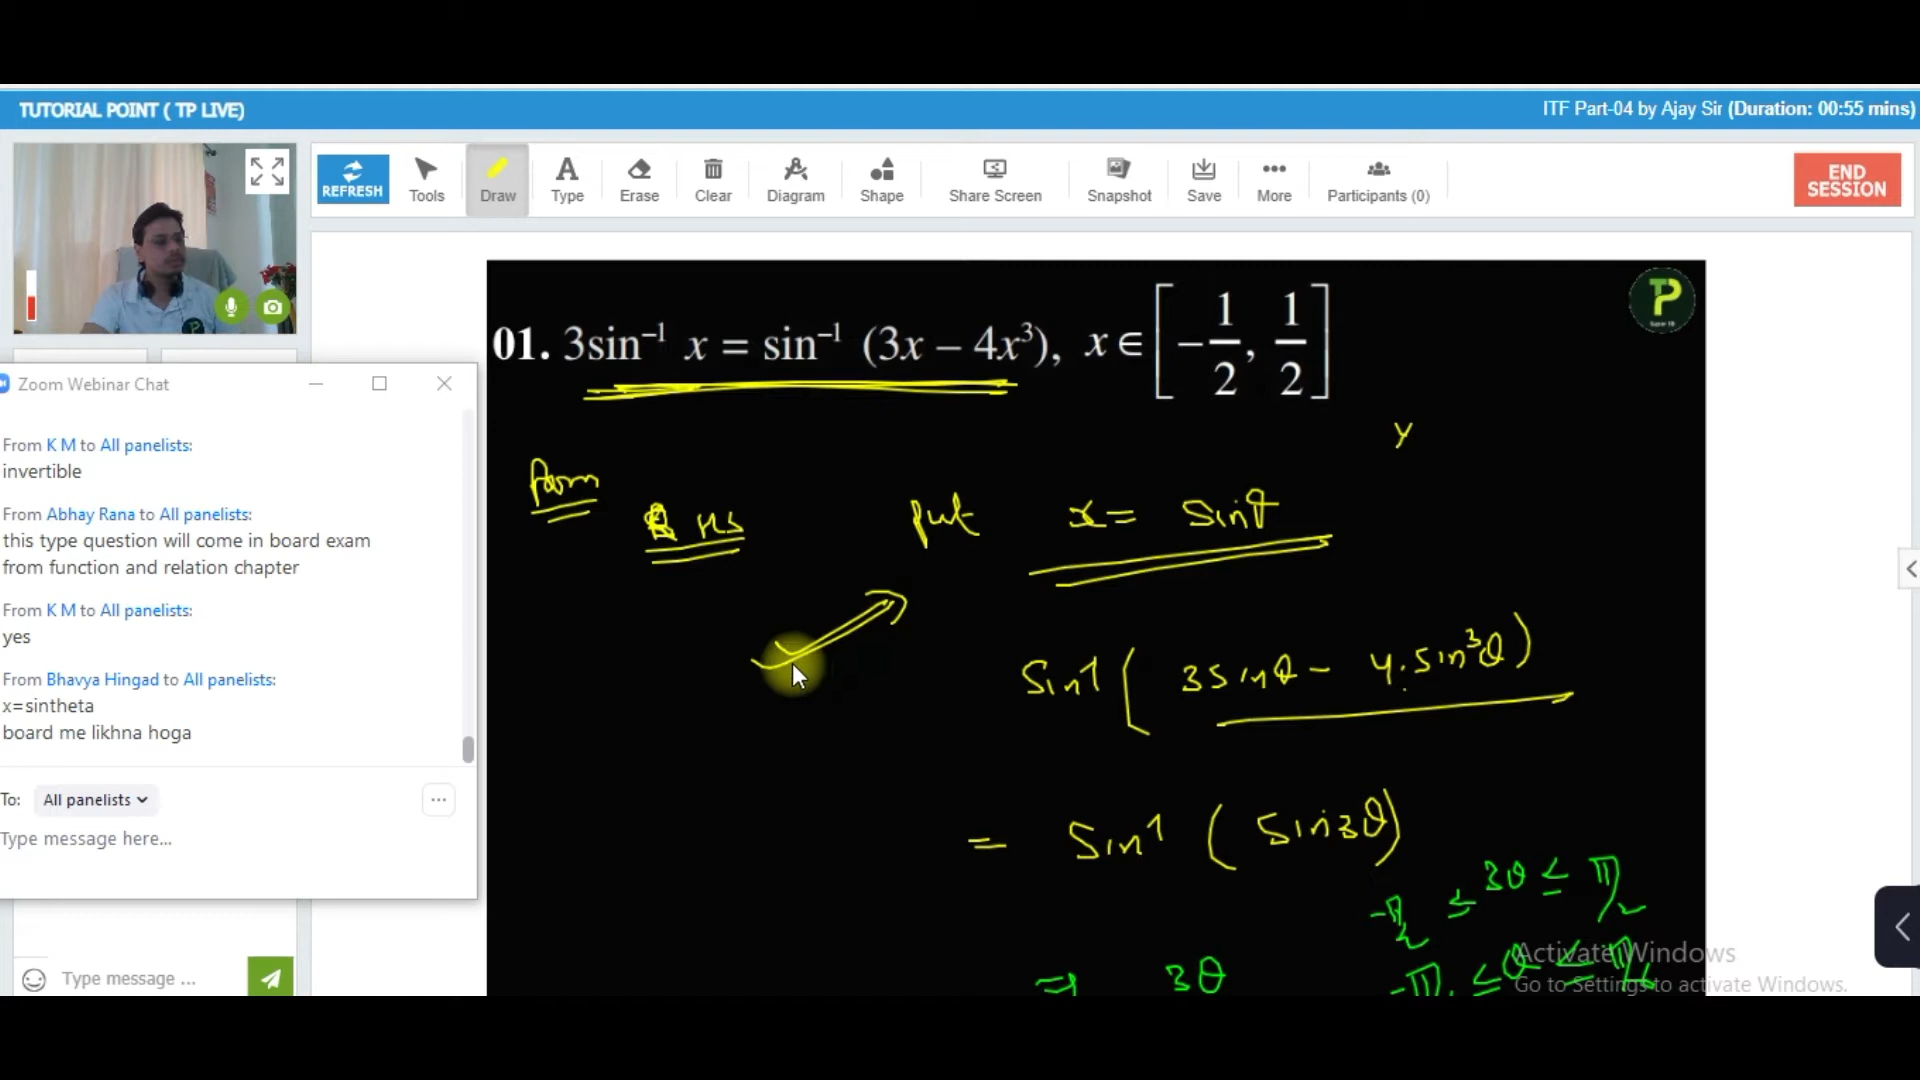 TUTORIAL POINT ( TP LIVE)
ITF Part-04 by Ajay Sir (Duration: 00:55 mins)
REFRESH
Tools
Draw
Type
Erase
Clear
Diagram
Shape
Share Screen
Snapshot
Save
More
Participants (0)
END SESSION
01. 3sin⁻¹ x = sin⁻¹ (3x – 4x³), x ∈ [–1/2, 1/2]
y
put x = sinθ
sin⁻¹ ( 3sinθ – 4.sin³θ )
= sin⁻¹ ( sin3θ )
-π/2 ≤ 3θ ≤ π/2
⇒ 3θ
Zoom Webinar Chat
From K M to All panelists:
invertible
From Abhay Rana to All panelists:
this type question will come in board exam
from function and relation chapter
From K M to All panelists:
yes
From Bhavya Hingad to All panelists:
x=sintheta
board me likhna hoga
To: All panelists
Type message here...
Type message ...
Activate Windows
Go to Settings to activate Windows.